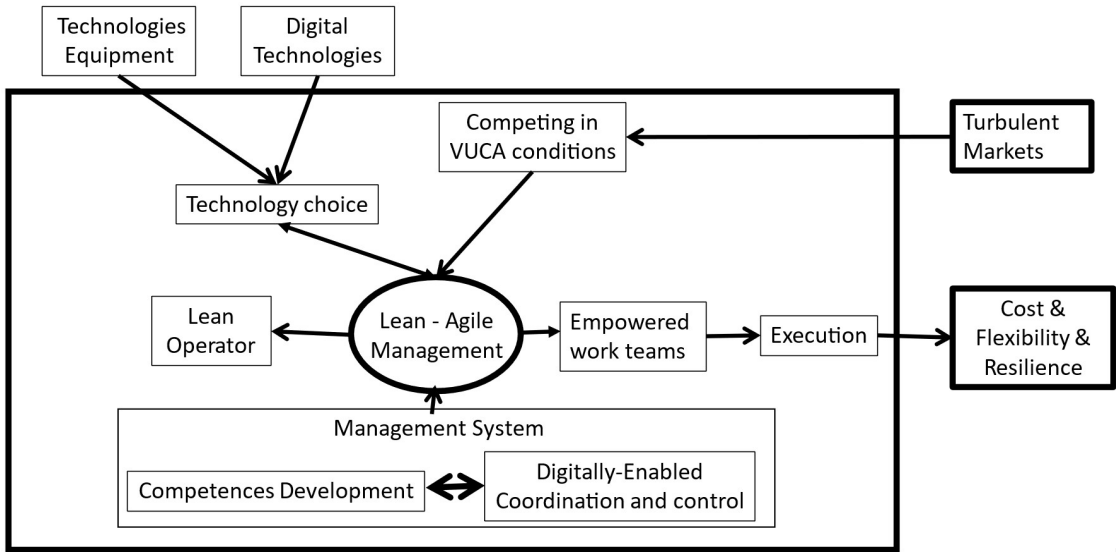 Technologies
Equipment
Digital
Technologies
Competing in
VUCA conditions
Turbulent
Markets
Technology choice
Lean
Operator
Lean - Agile
Management
Empowered
work teams
Execution
Cost &
Flexibility &
Resilience
Management System
Competences Development
Digitally-Enabled
Coordination and control